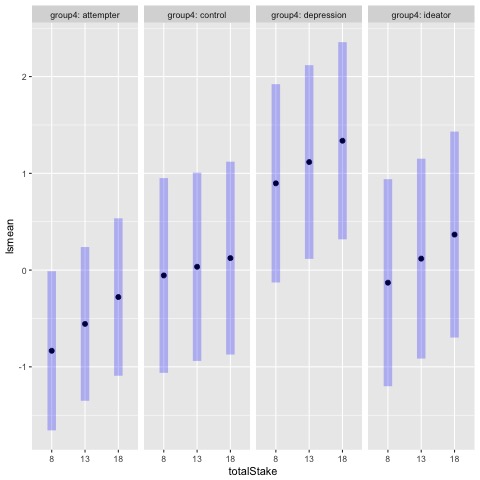 group4: attempter
group4: control
group4: depression
group4: ideator
2
1
0
-1
lsmean
8 13 18
8 13 18
8 13 18
8 13 18
totalStake